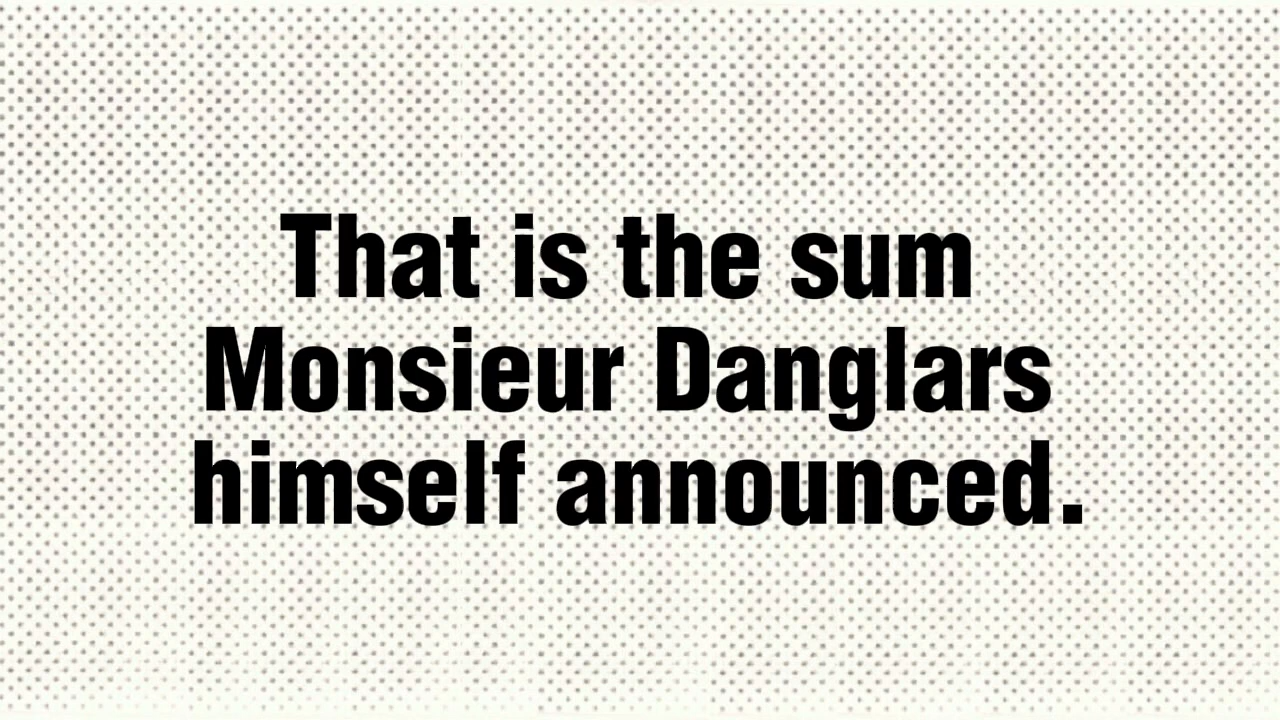 That is the sum
Monsieur Danglars
himself announced.